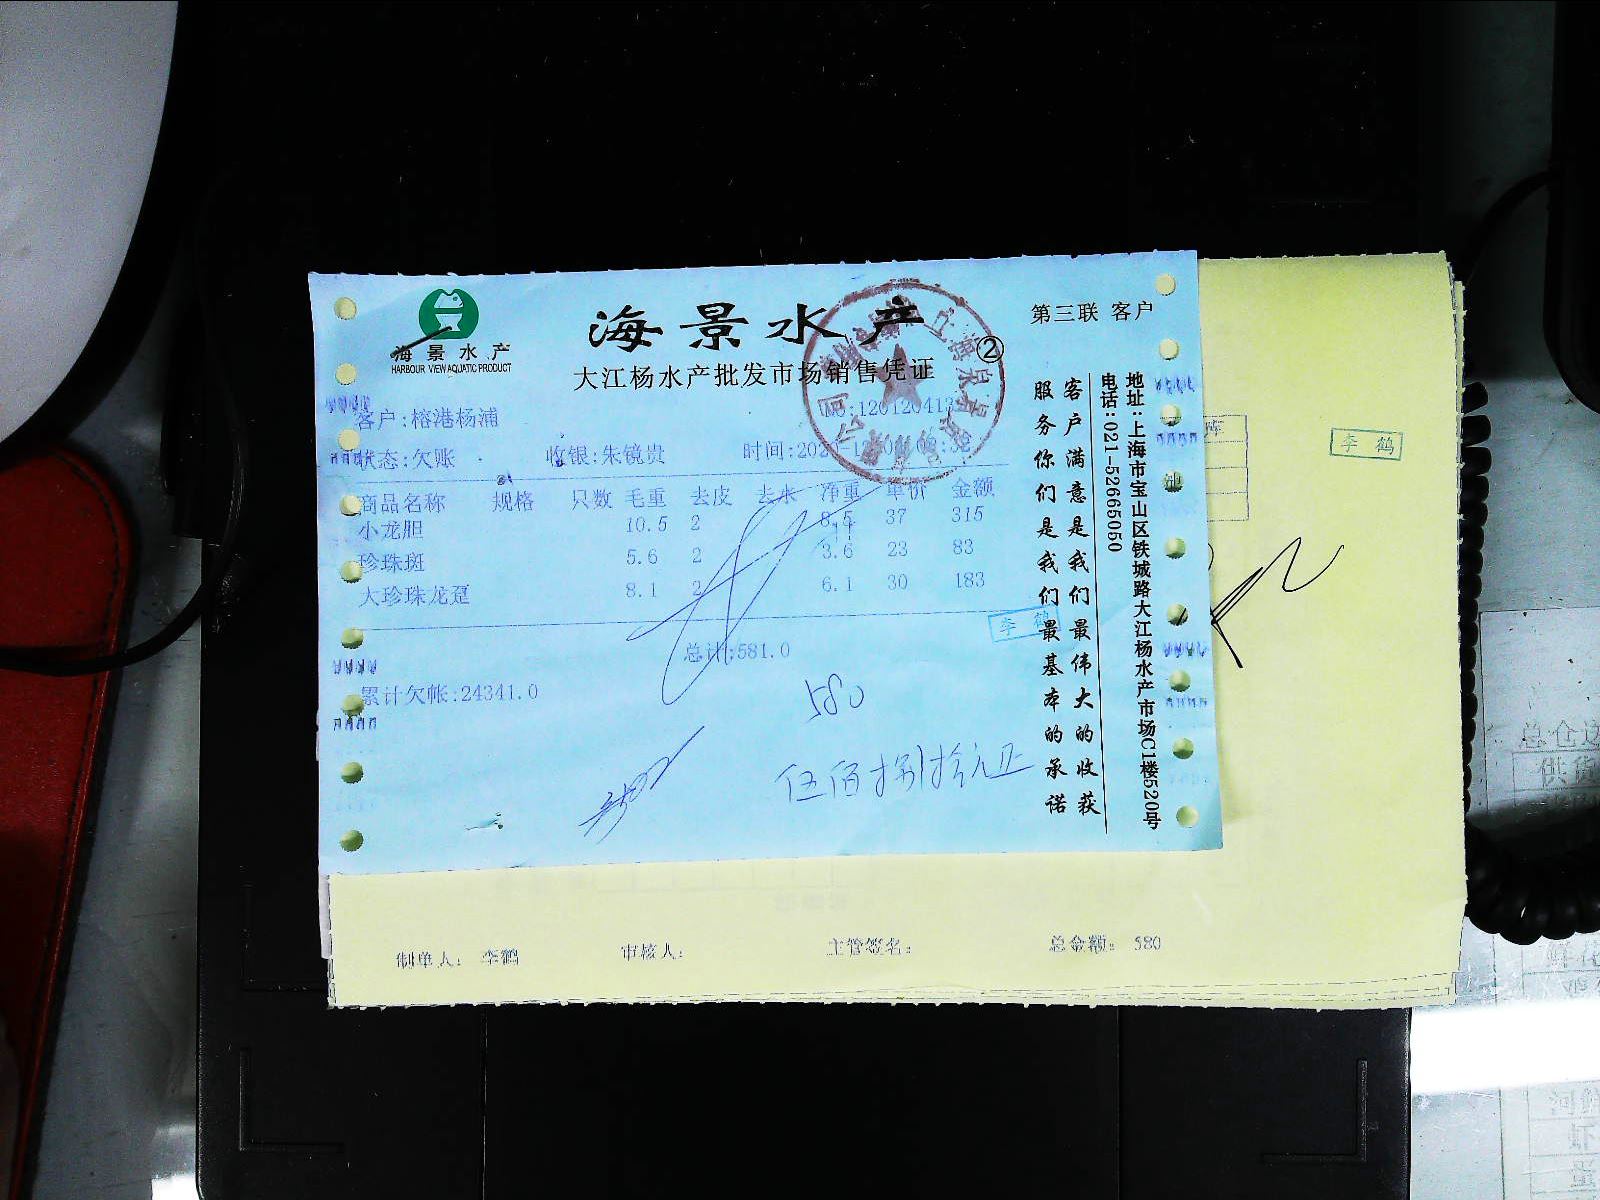 海景水产
HARBOUR VIEW AQUATIC PRODUCT
海景水产
②
大江杨水产批发市场销售凭证
第三联 客户
客户:榕港杨浦
NO:120120413
状态:欠账 收银:朱镜贵 时间:202
商品名称 规格 只数 毛重 去皮 去水 净重 单价 金额
小龙胆 10.5 2 8.5 37 315
珍珠斑 5.6 2 3.6 23 83
大珍珠龙趸 8.1 2 6.1 30 183
李鹤
总计:581.0
累计欠帐:24341.0
580
伍佰捌拾元正
客户满意是我们最伟大的收获
服务你们是我们最基本的承诺
地址:上海市宝山区铁城路大江杨水产市场C1楼520号
电话:021-52665050
库
李鹤
制单人: 李鹤 审核人: 主管签名: 总金额: 580
总仓
供货